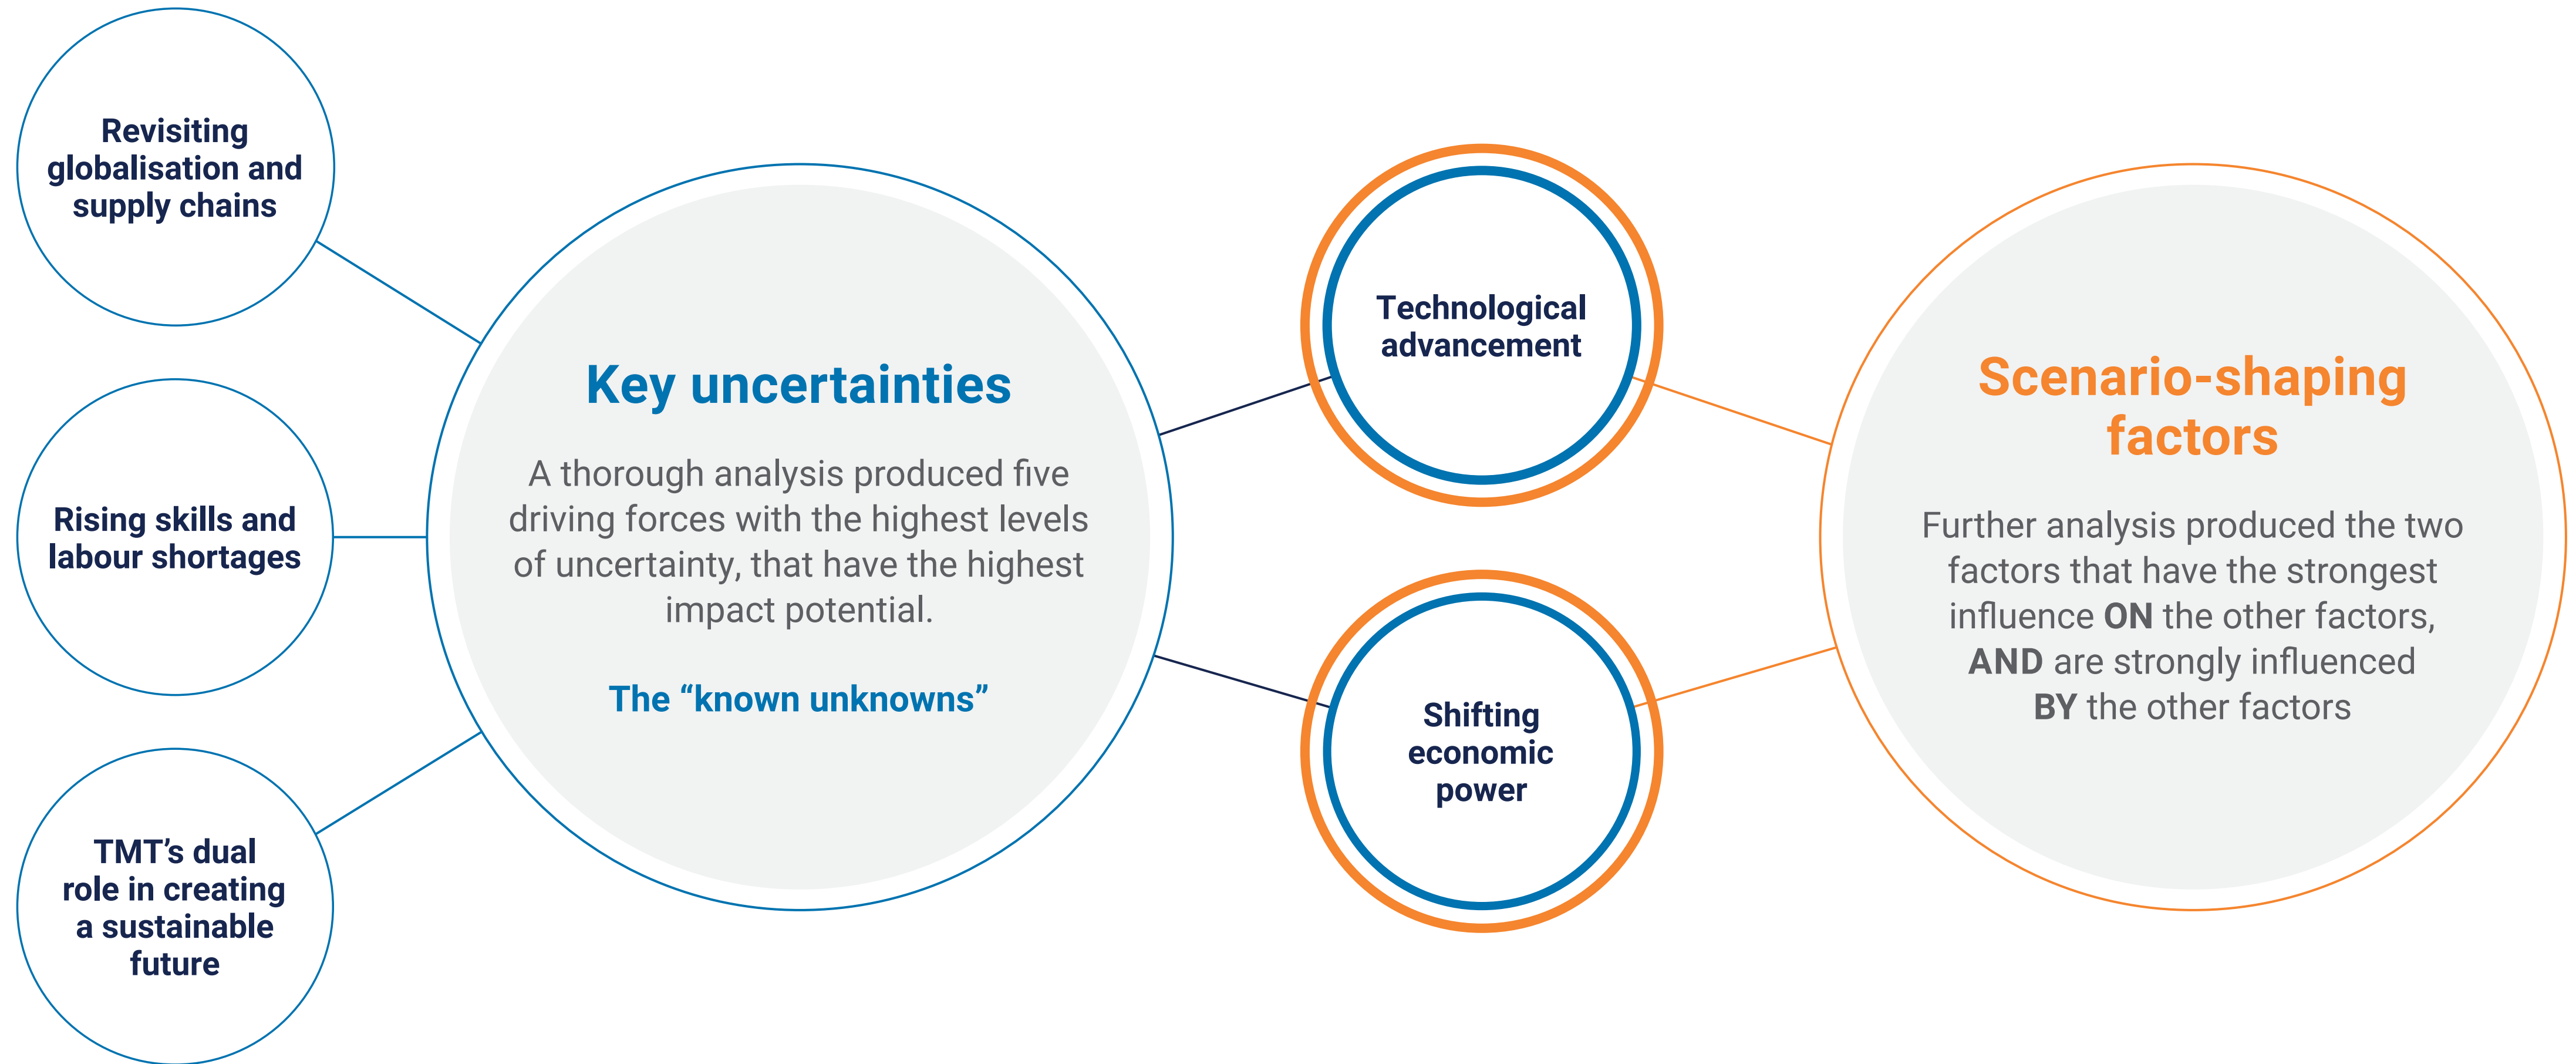 Revisiting
globalisation and
supply chains
Rising skills and
labour shortages
TMT’s dual
role in creating
a sustainable
future
Key uncertainties
A thorough analysis produced five
driving forces with the highest levels
of uncertainty, that have the highest
impact potential.
The “known unknowns”
Technological
advancement
Shifting
economic
power
Scenario-shaping
factors
Further analysis produced the two
factors that have the strongest
influence ON the other factors,
AND are strongly influenced
BY the other factors